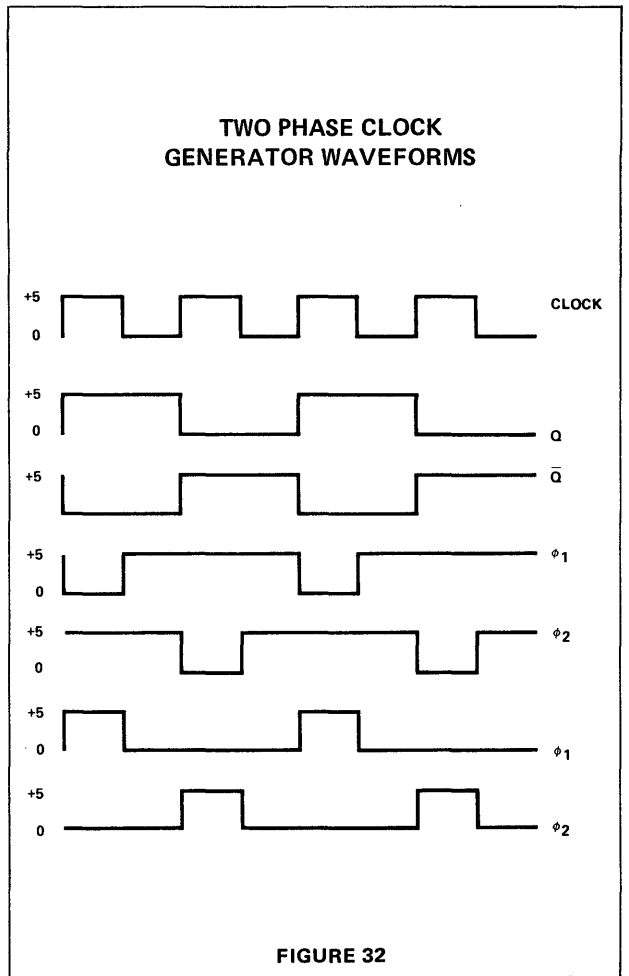 TWO PHASE CLOCK
GENERATOR WAVEFORMS
+5
0
CLOCK
+5
0
Q
+5
Q̅
+5
0
ϕ1
+5
0
ϕ2
+5
0
ϕ1
+5
0
ϕ2
FIGURE 32